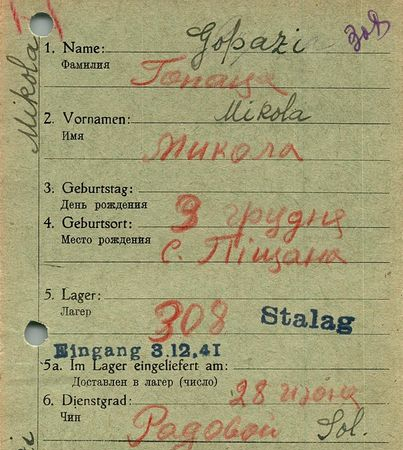 308
1. Name: Gopazi
Фамилия Гопаца
Mikola
2. Vornamen: Mikola
Имя Микола
3. Geburtstag:
День рождения 3 грудня
4. Geburtsort:
Место рождения с. Піщана
5. Lager:
Лагер 308 Stalag
Eingang 3.12.41
5a. Im Lager eingeliefert am:
Доставлен в лагер (число) 28 июня
6. Dienstgrad:
Чин Радовой Sol.